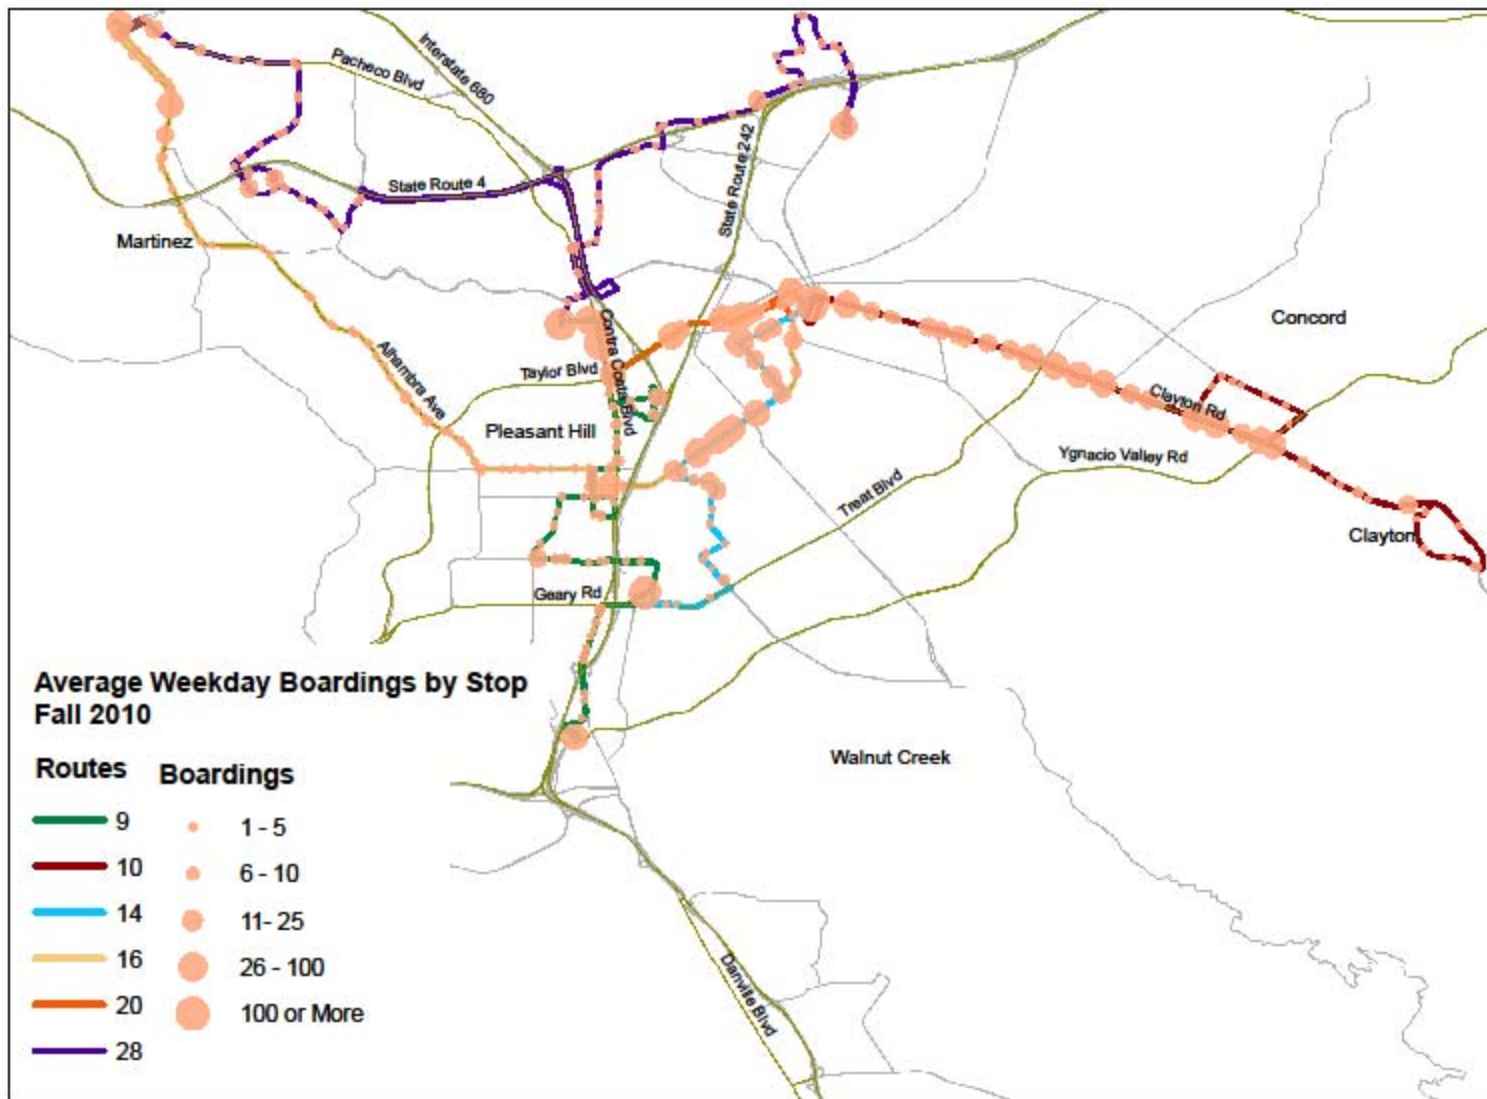 Interstate 680
Pacheco Blvd
State Route 242
State Route 4
Martinez
Concord
Contra Costa Blvd
Taylor Blvd
Alhambra Ave
Clayton Rd
Pleasant Hill
Ygnacio Valley Rd
Treat Blvd
Clayton
Geary Rd
Average Weekday Boardings by Stop
Fall 2010
Walnut Creek
Routes Boardings
9 1 - 5
10 6 - 10
14 11- 25
16 26 - 100
20 100 or More
28
Danville Blvd